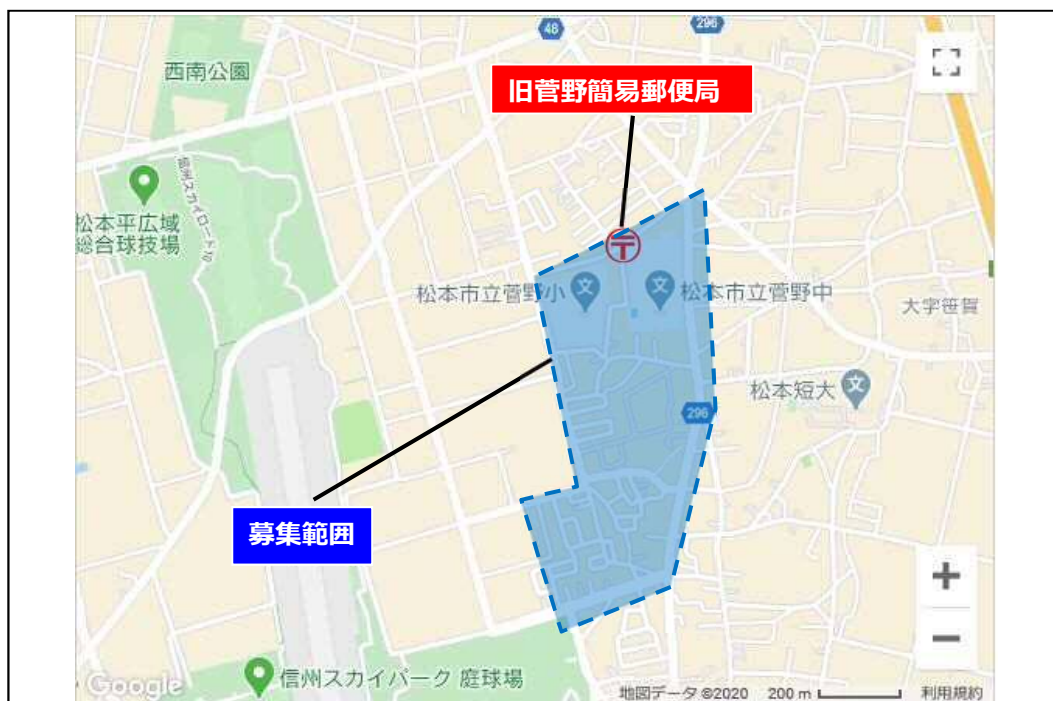 48
296
西南公園
旧菅野簡易郵便局
信州スカイロード1/0
松本平広域
総合球技場
松本市立菅野小
松本市立菅野中
大字笹賀
松本短大
296
募集範囲
信州スカイパーク 庭球場
Google
地図データ ©2020
200 m
利用規約